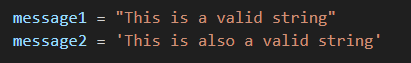 message1 = "This is a valid string"
message2 = 'This is also a valid string'